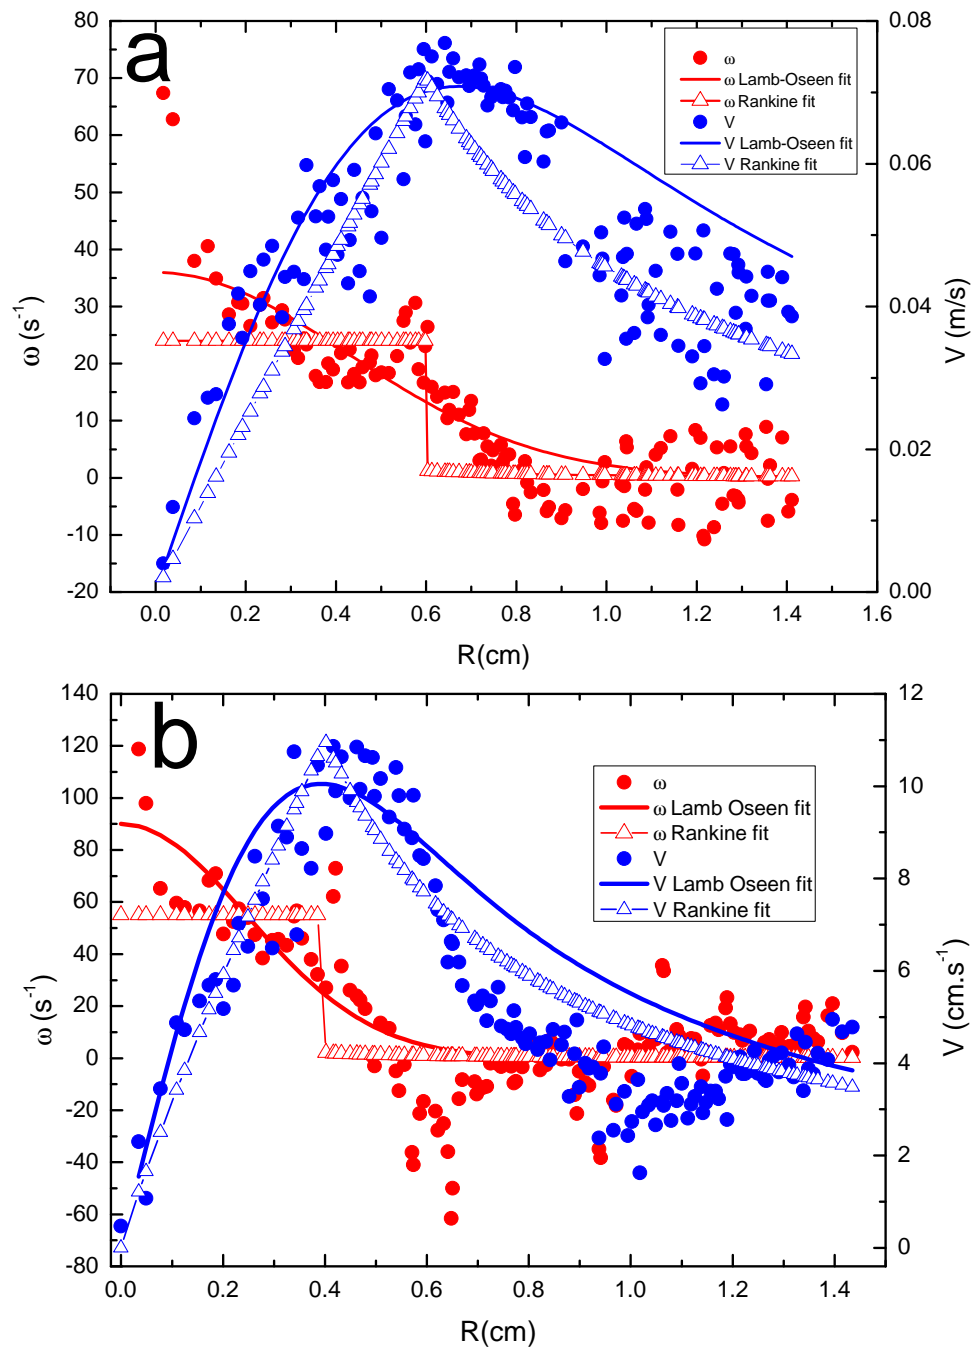 a
80
70
60
50
40
30
20
10
0
-10
-20
ω (s⁻¹)
0.0 0.2 0.4 0.6 0.8 1.0 1.2 1.4 1.6
R(cm)
0.08
0.06
0.04
0.02
0.00
V (m/s)
ω
ω Lamb-Oseen fit
ω Rankine fit
V
V Lamb-Oseen fit
V Rankine fit
b
140
120
100
80
60
40
20
0
-20
-40
-60
-80
ω (s⁻¹)
0.0 0.2 0.4 0.6 0.8 1.0 1.2 1.4
R(cm)
12
10
8
6
4
2
0
V (cm.s⁻¹)
ω
ω Lamb Oseen fit
ω Rankine fit
V
V Lamb Oseen fit
V Rankine fit